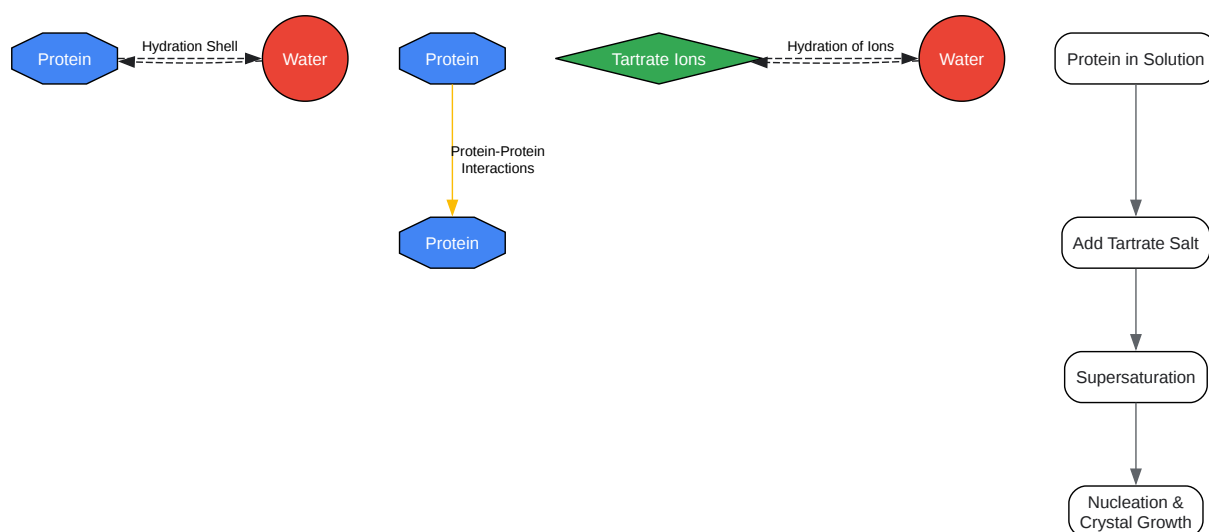 Protein
Hydration Shell
Water
Protein
Tartrate Ions
Hydration of Ions
Water
Protein-Protein
Interactions
Protein
Protein in Solution
Add Tartrate Salt
Supersaturation
Nucleation &
Crystal Growth